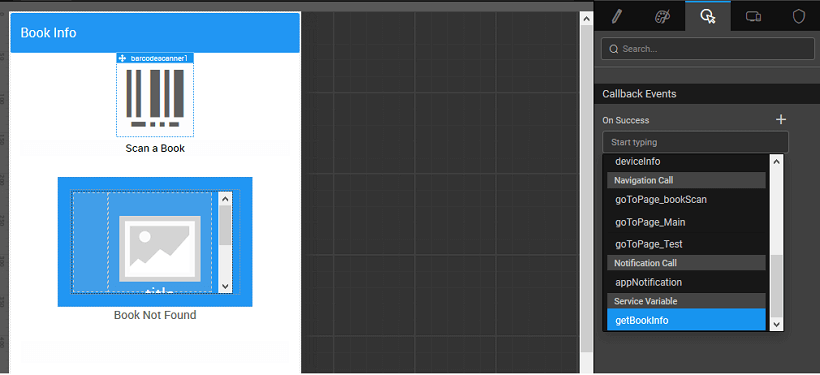 Book Info
barcodescanner1
Scan a Book
title
Book Not Found
Search...
Callback Events
On Success
Start typing
deviceInfo
Navigation Call
goToPage_bookScan
goToPage_Main
goToPage_Test
Notification Call
appNotification
Service Variable
getBookInfo